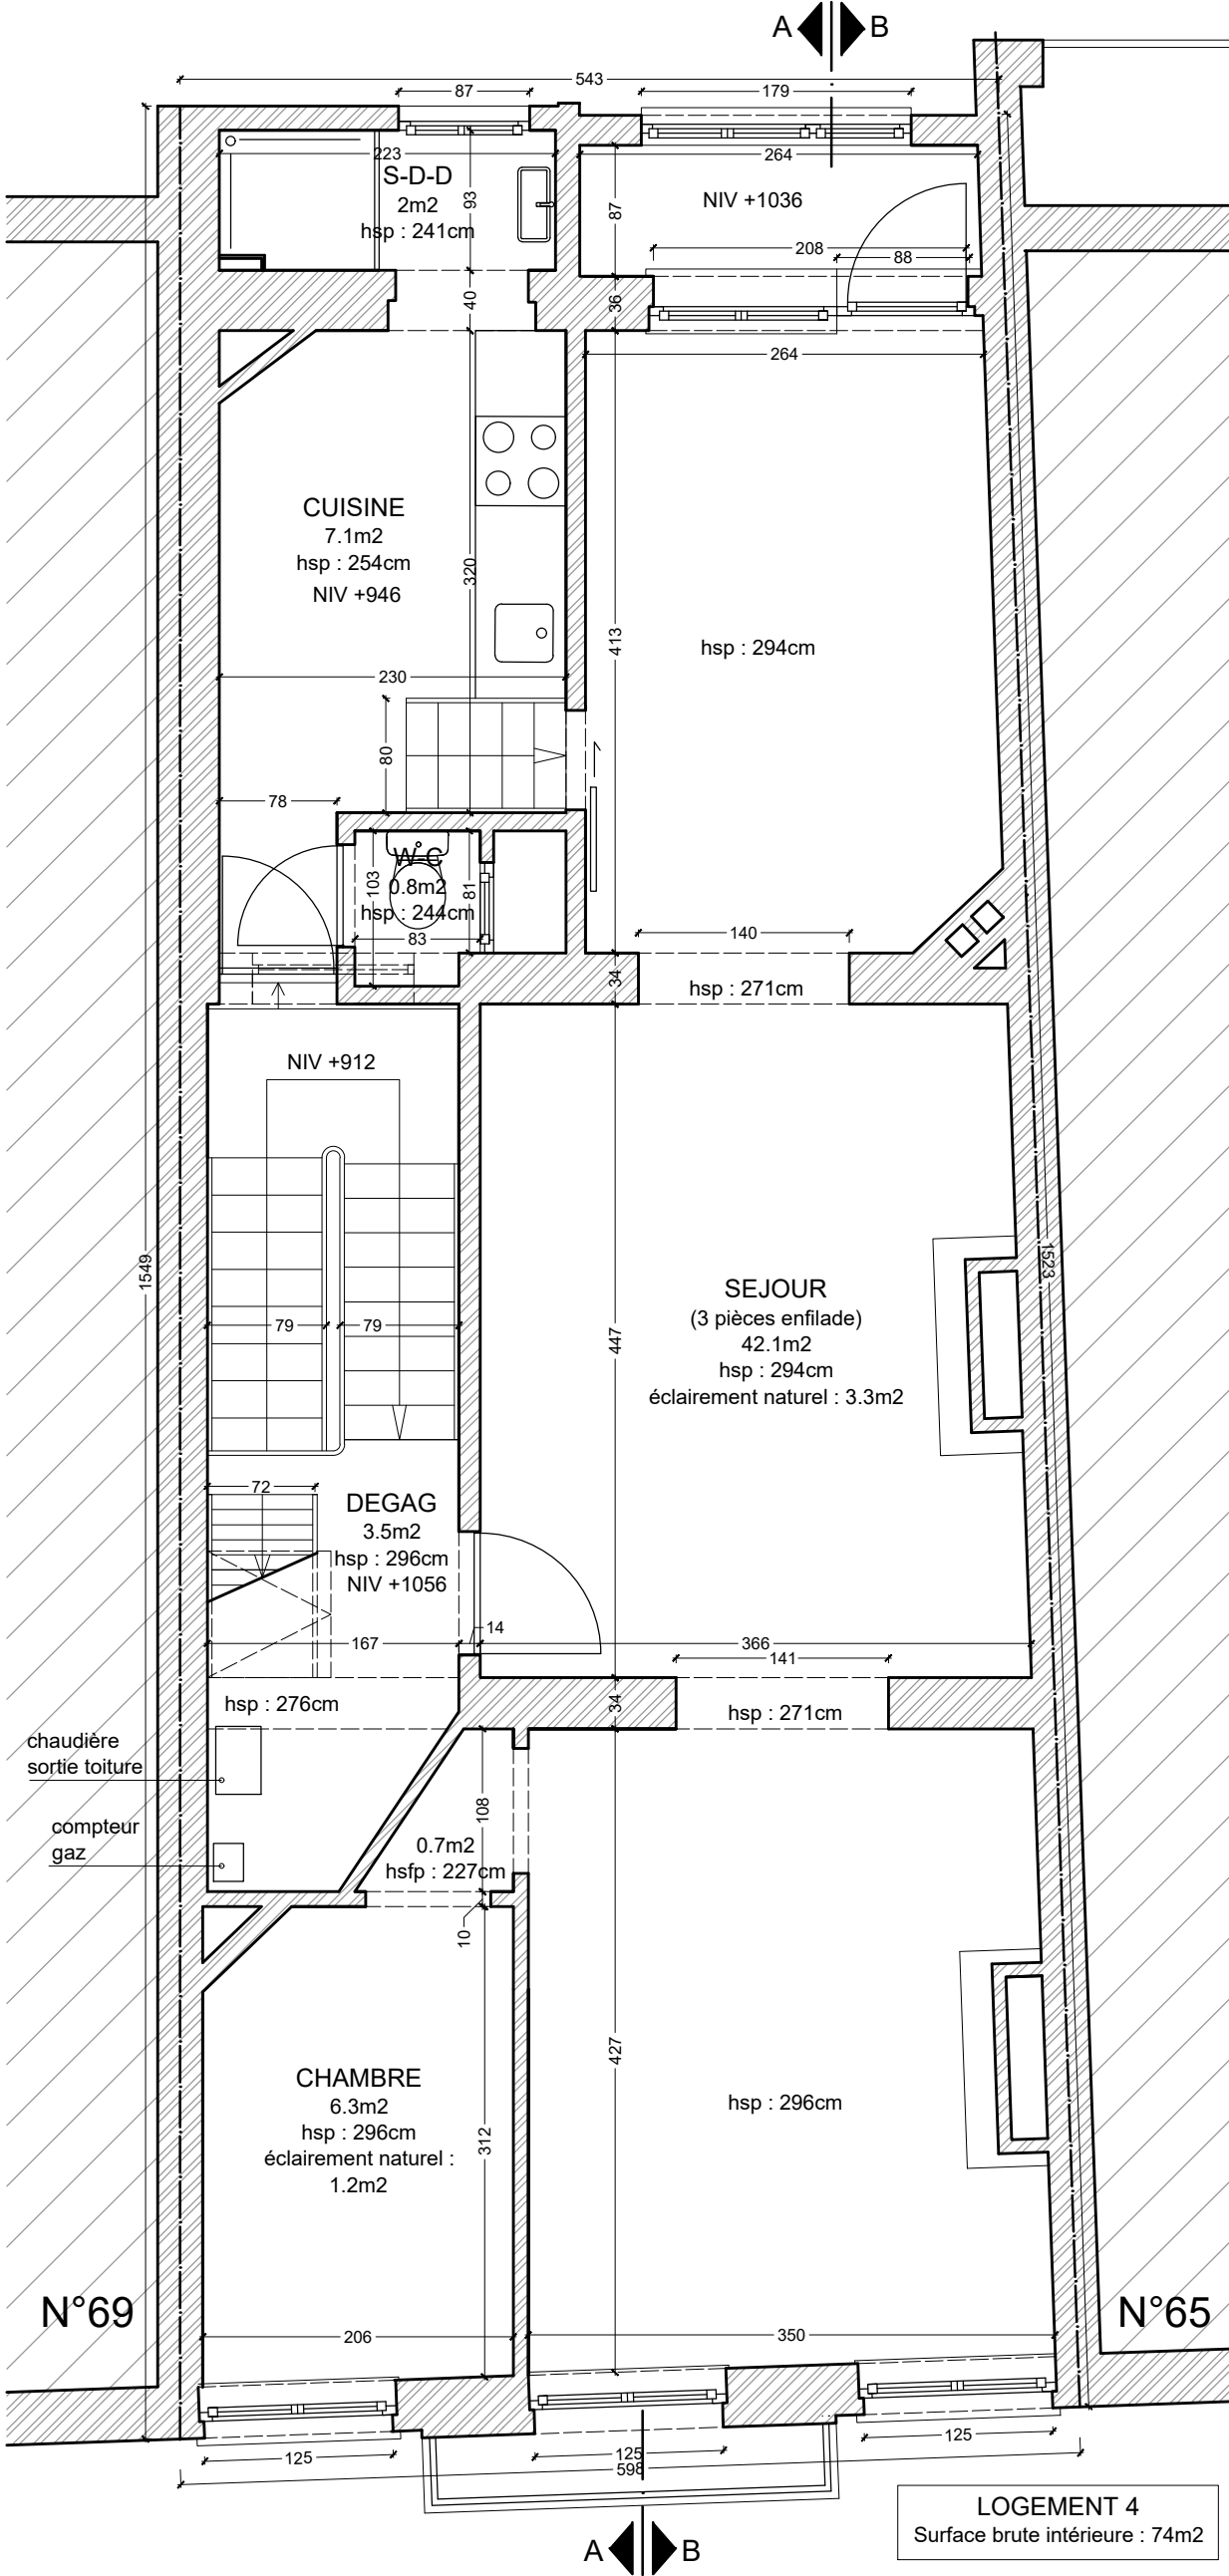 A B
543
87
179
223
S-D-D
2m2
hsp : 241cm
93
264
87
NIV +1036
208
88
40
36
264
CUISINE
7.1m2
hsp : 254cm
NIV +946
320
413
hsp : 294cm
230
80
78
W-C
0.8m2
hsp : 244cm
103
81
83
140
34
hsp : 271cm
NIV +912
1549
1523
SEJOUR
(3 pièces enfilade)
42.1m2
hsp : 294cm
éclairement naturel : 3.3m2
79
79
447
72
DEGAG
3.5m2
hsp : 296cm
NIV +1056
14
167
366
141
34
hsp : 276cm
hsp : 271cm
chaudière
sortie toiture
108
compteur
gaz
0.7m2
hsfp : 227cm
10
427
CHAMBRE
6.3m2
hsp : 296cm
éclairement naturel :
1.2m2
312
hsp : 296cm
N°69
N°65
206
350
125
125
125
598
LOGEMENT 4
Surface brute intérieure : 74m2
A B